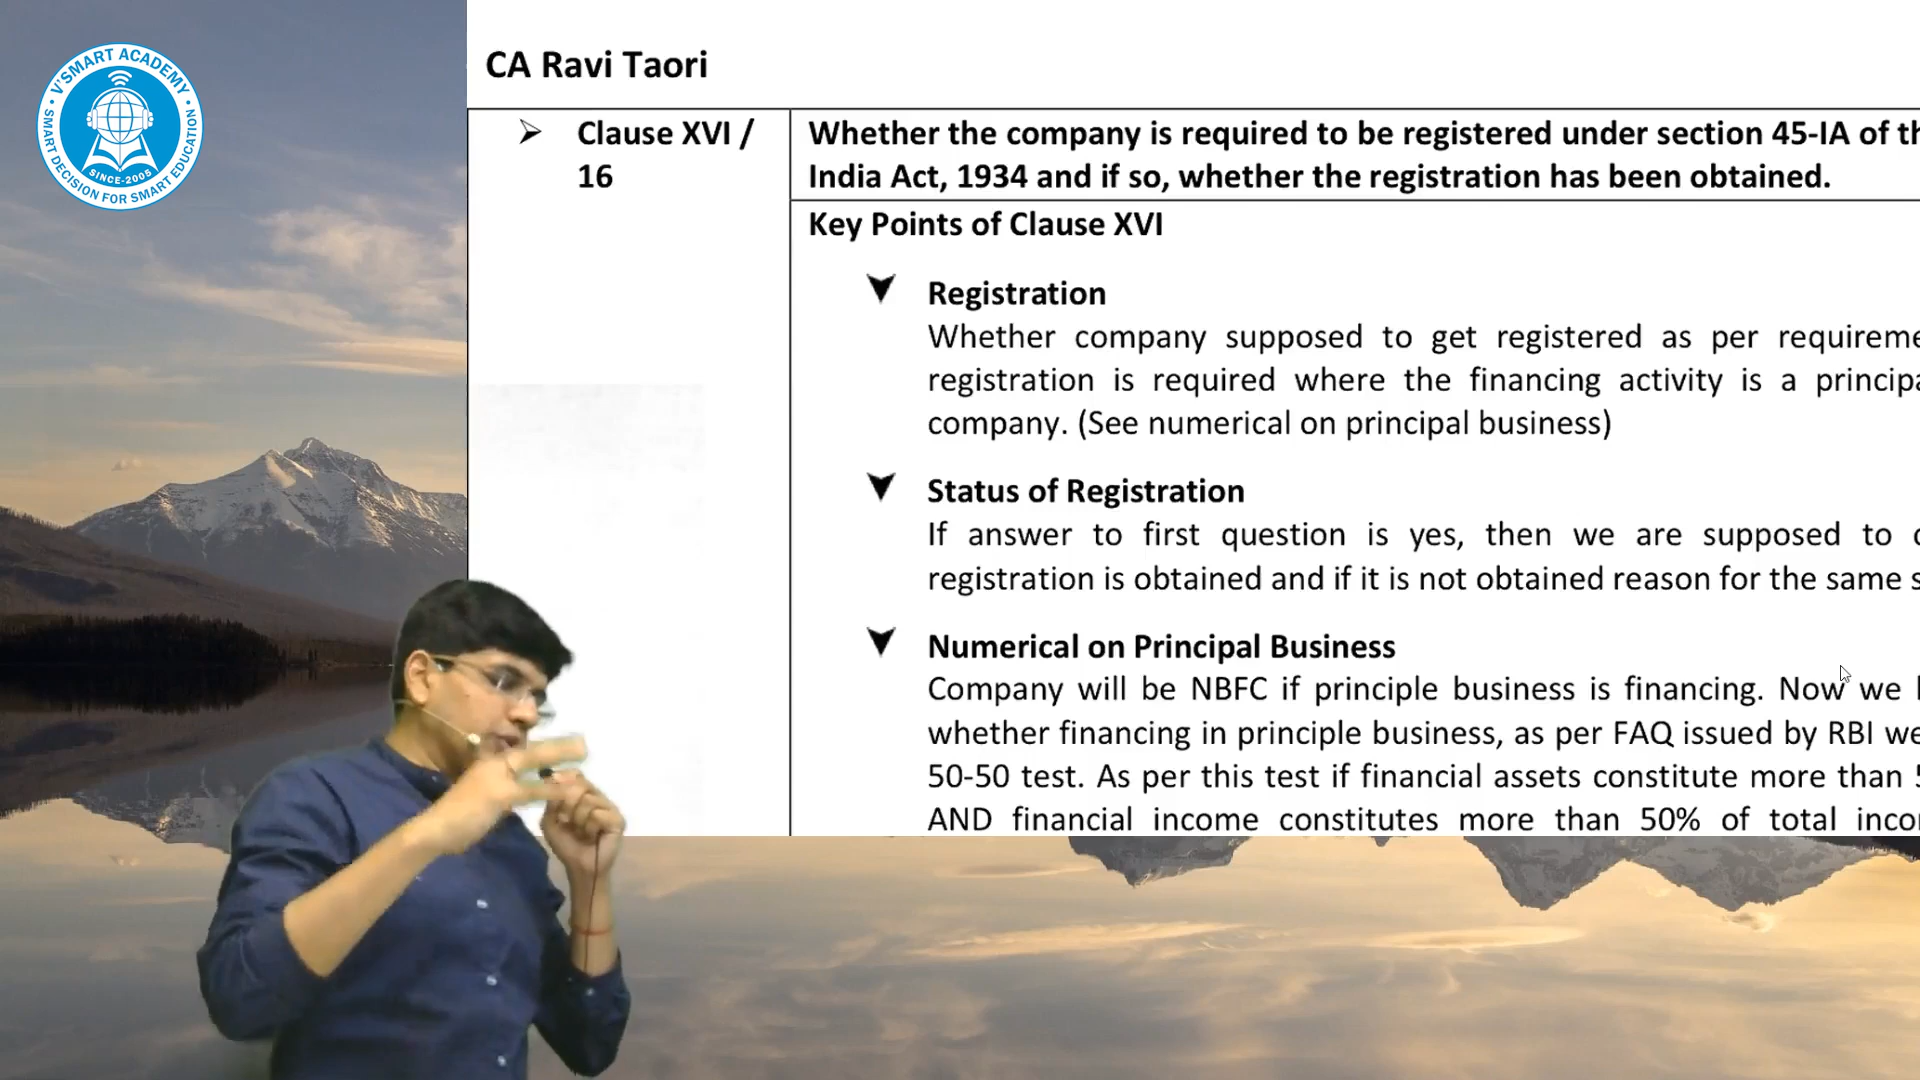 V'SMART ACADEMY
SINCE-2005
SMART DECISION FOR SMART EDUCATION
CA Ravi Taori
Clause XVI /
16
Whether the company is required to be registered under section 45-IA of
India Act, 1934 and if so, whether the registration has been obtained.
Key Points of Clause XVI
Registration
Whether company supposed to get registered as per
registration is required where the financing activity is a
company. (See numerical on principal business)
Status of Registration
If answer to first question is yes, then we are supposed to
registration is obtained and if it is not obtained reason for the same
Numerical on Principal Business
Company will be NBFC if principle business is financing. Now we
whether financing in principle business, as per FAQ issued by RBI
50-50 test. As per this test if financial assets constitute more than
AND financial income constitutes more than 50% of total